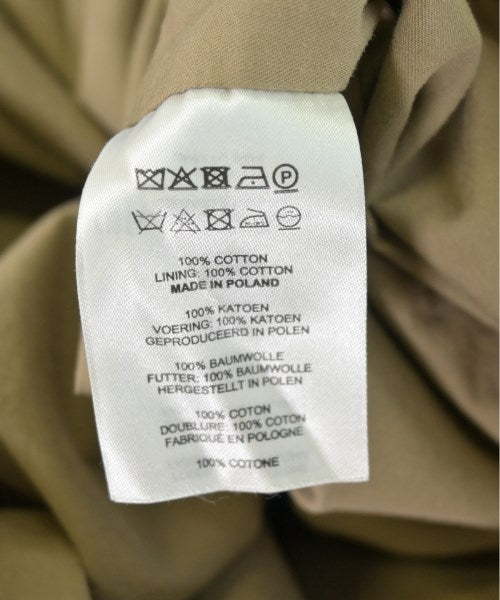 P
100% COTTON
LINING: 100% COTTON
MADE IN POLAND
100% KATOEN
VOERING: 100% KATOEN
GEPRODUCEERD IN POLEN
100% BAUMWOLLE
FUTTER: 100% BAUMWOLLE
HERGESTELLT IN POLEN
100% COTON
DOUBLURE: 100% COTON
FABRIQUÉ EN POLOGNE
100% COTONE